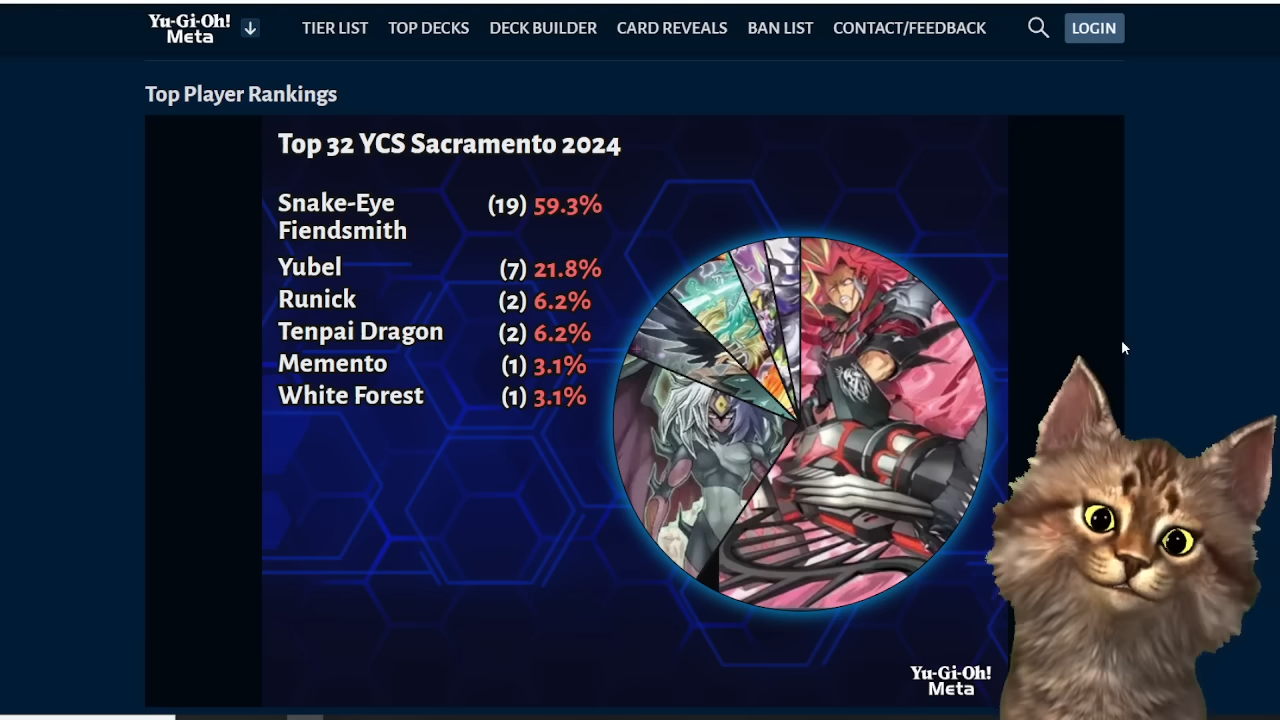 Yu-Gi-Oh! Meta
TIER LIST TOP DECKS DECK BUILDER CARD REVEALS BAN LIST CONTACT/FEEDBACK LOGIN
Top Player Rankings
Top 32 YCS Sacramento 2024
Snake-Eye Fiendsmith (19) 59.3%
Yubel (7) 21.8%
Runick (2) 6.2%
Tenpai Dragon (2) 6.2%
Memento (1) 3.1%
White Forest (1) 3.1%
Yu-Gi-Oh! Meta